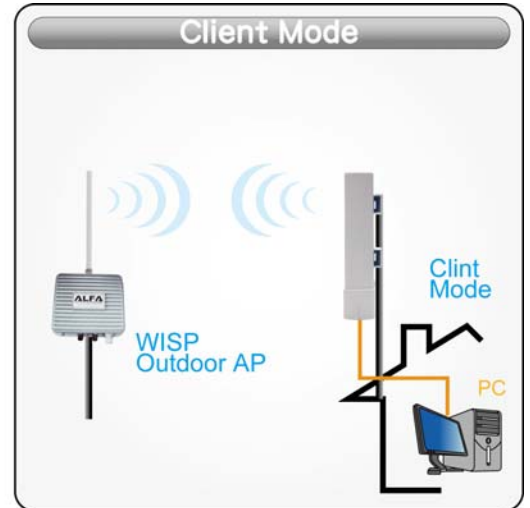 Client Mode
ALFA
WISP
Outdoor AP
Clint
Mode
PC